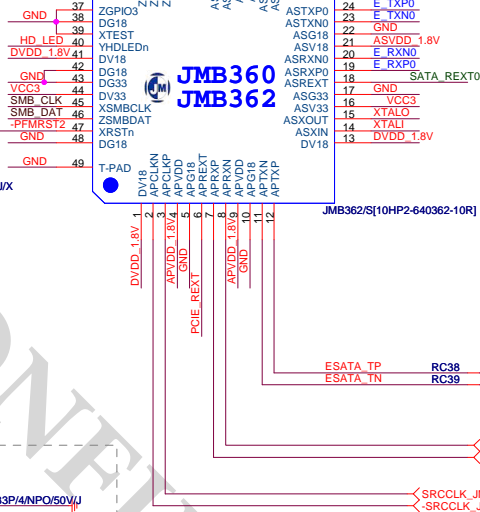 37 ZGPIO3
GND 38 DG18
39 XTEST
HD_LED 40 YHDLEDn
DVDD_1.8V 41 DV18
42 DG18
GND 43 DG33
VCC3 44 DV33
SMB_CLK 45 XSMBCLK
SMB_DAT 46 ZSMBDAT
-PFMRST2 47 XRSTn
GND 48 DG18
GND 49 T-PAD
JM
JMB360
JMB362
ASTXP0 24 E_TXP0
ASTXN0 23 E_TXN0
ASG18 22 GND
ASV18 21 ASVDD_1.8V
ASRXN0 20 E_RXN0
ASRXP0 19 E_RXP0
ASREXT 18 SATA_REXT0
ASG33 17 GND
ASV33 16 VCC3
ASXOUT 15 XTALO
ASXIN 14 XTALI
DV18 13 DVDD_1.8V
DV18 1 DVDD_1.8V
APCLKN 2
APCLKP 3
APVDD 4 APVDD_1.8V
APG18 5 GND
APREXT 6 PCIE_REXT
APRXP 7
APRXN 8
APVDD 9 APVDD_1.8V
APG18 10 GND
APTXN 11
APTXP 12
JMB362/S[10HP2-640362-10R]
ESATA_TP RC38
ESATA_TN RC39
33P/4/NPO/50V/J